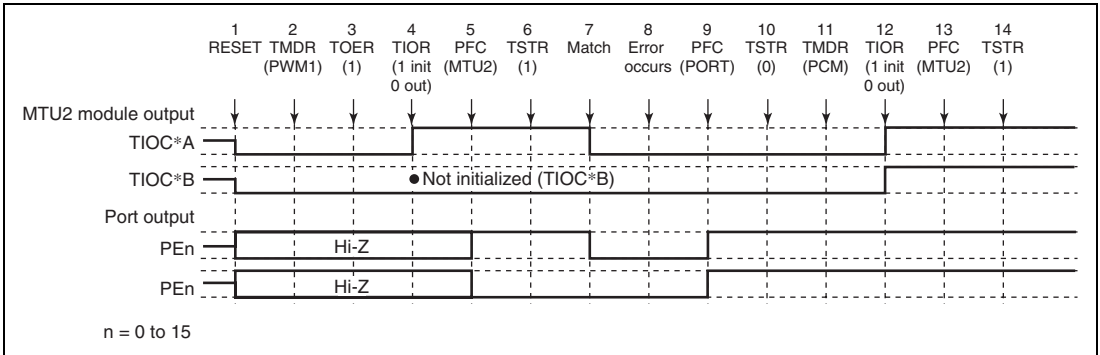 1 2 3 4 5 6 7 8 9 10 11 12 13 14
RESET TMDR TOER TIOR PFC TSTR Match Error PFC TSTR TMDR TIOR PFC TSTR
(PWM1) (1) (1 init (MTU2) (1) occurs (PORT) (0) (PCM) (1 init (MTU2) (1)
0 out) 0 out)
MTU2 module output
TIOC*A
TIOC*B
Not initialized (TIOC*B)
Port output
PEn
Hi-Z
PEn
Hi-Z
n = 0 to 15